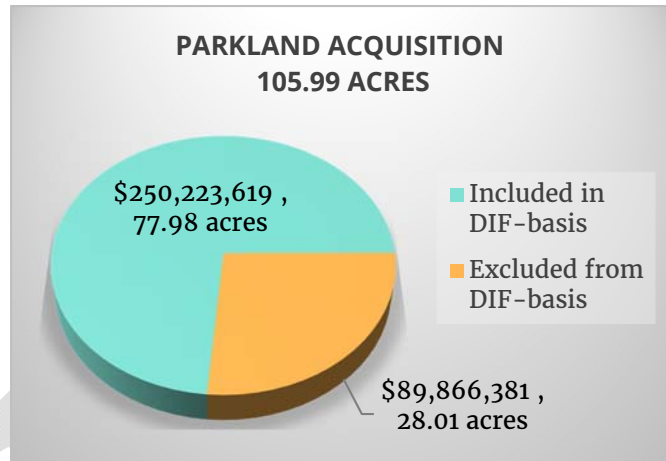 PARKLAND ACQUISITION
105.99 ACRES
$250,223,619 ,
77.98 acres
Included in
DIF-basis
Excluded from
DIF-basis
$89,866,381 ,
28.01 acres